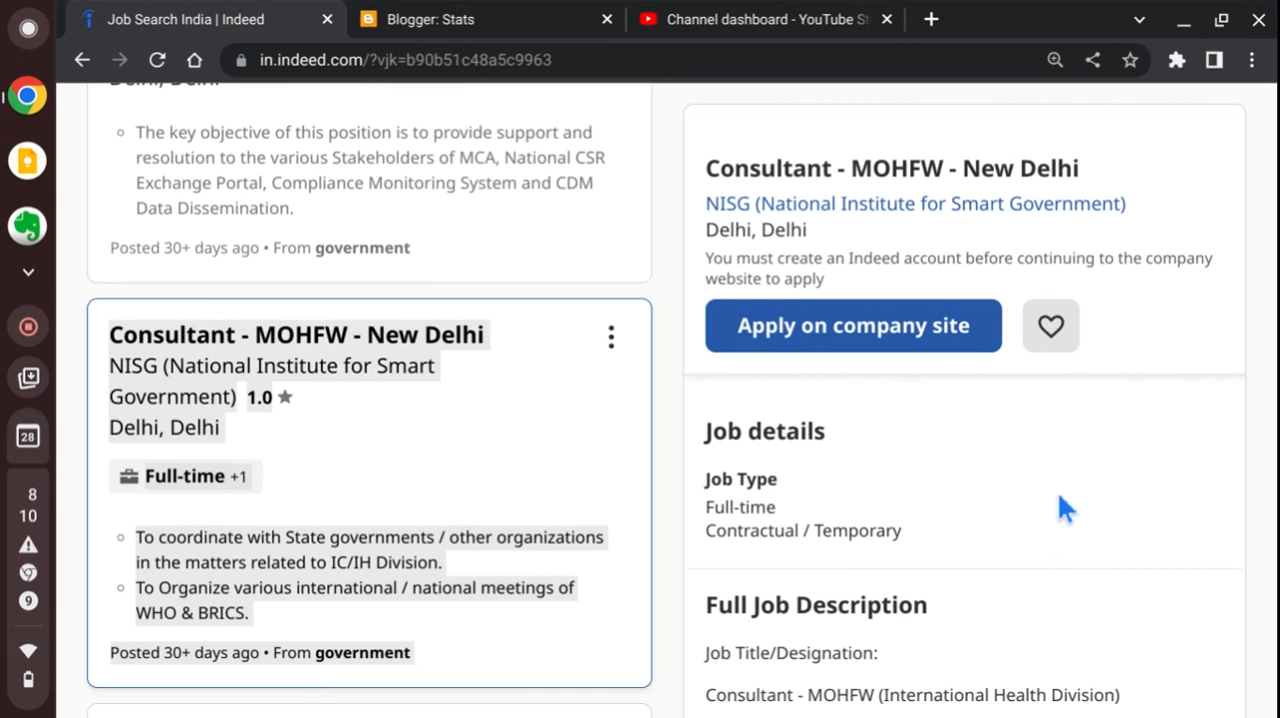 Job Search India | Indeed
Blogger: Stats
Channel dashboard - YouTube St
in.indeed.com/?vjk=b90b51c48a5c9963
Delhi, Delhi
The key objective of this position is to provide support and
resolution to the various Stakeholders of MCA, National CSR
Exchange Portal, Compliance Monitoring System and CDM
Data Dissemination.
Posted 30+ days ago • From government
Consultant - MOHFW - New Delhi
NISG (National Institute for Smart
Government) 1.0
Delhi, Delhi
Full-time +1
To coordinate with State governments / other organizations
in the matters related to IC/IH Division.
To Organize various international / national meetings of
WHO & BRICS.
Posted 30+ days ago • From government
Consultant - MOHFW - New Delhi
NISG (National Institute for Smart Government)
Delhi, Delhi
You must create an Indeed account before continuing to the company
website to apply
Apply on company site
Job details
Job Type
Full-time
Contractual / Temporary
Full Job Description
Job Title/Designation:
Consultant - MOHFW (International Health Division)
28
8
10
9